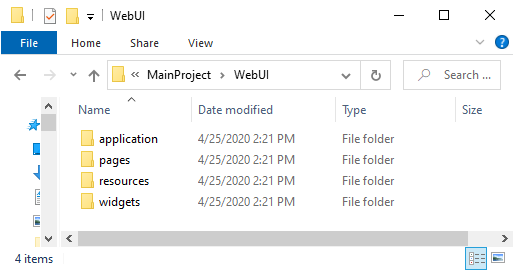 WebUI
File Home Share View
MainProject WebUI Search ...
Name Date modified Type Size
application 4/25/2020 2:21 PM File folder
pages 4/25/2020 2:21 PM File folder
resources 4/25/2020 2:21 PM File folder
widgets 4/25/2020 2:21 PM File folder
4 items